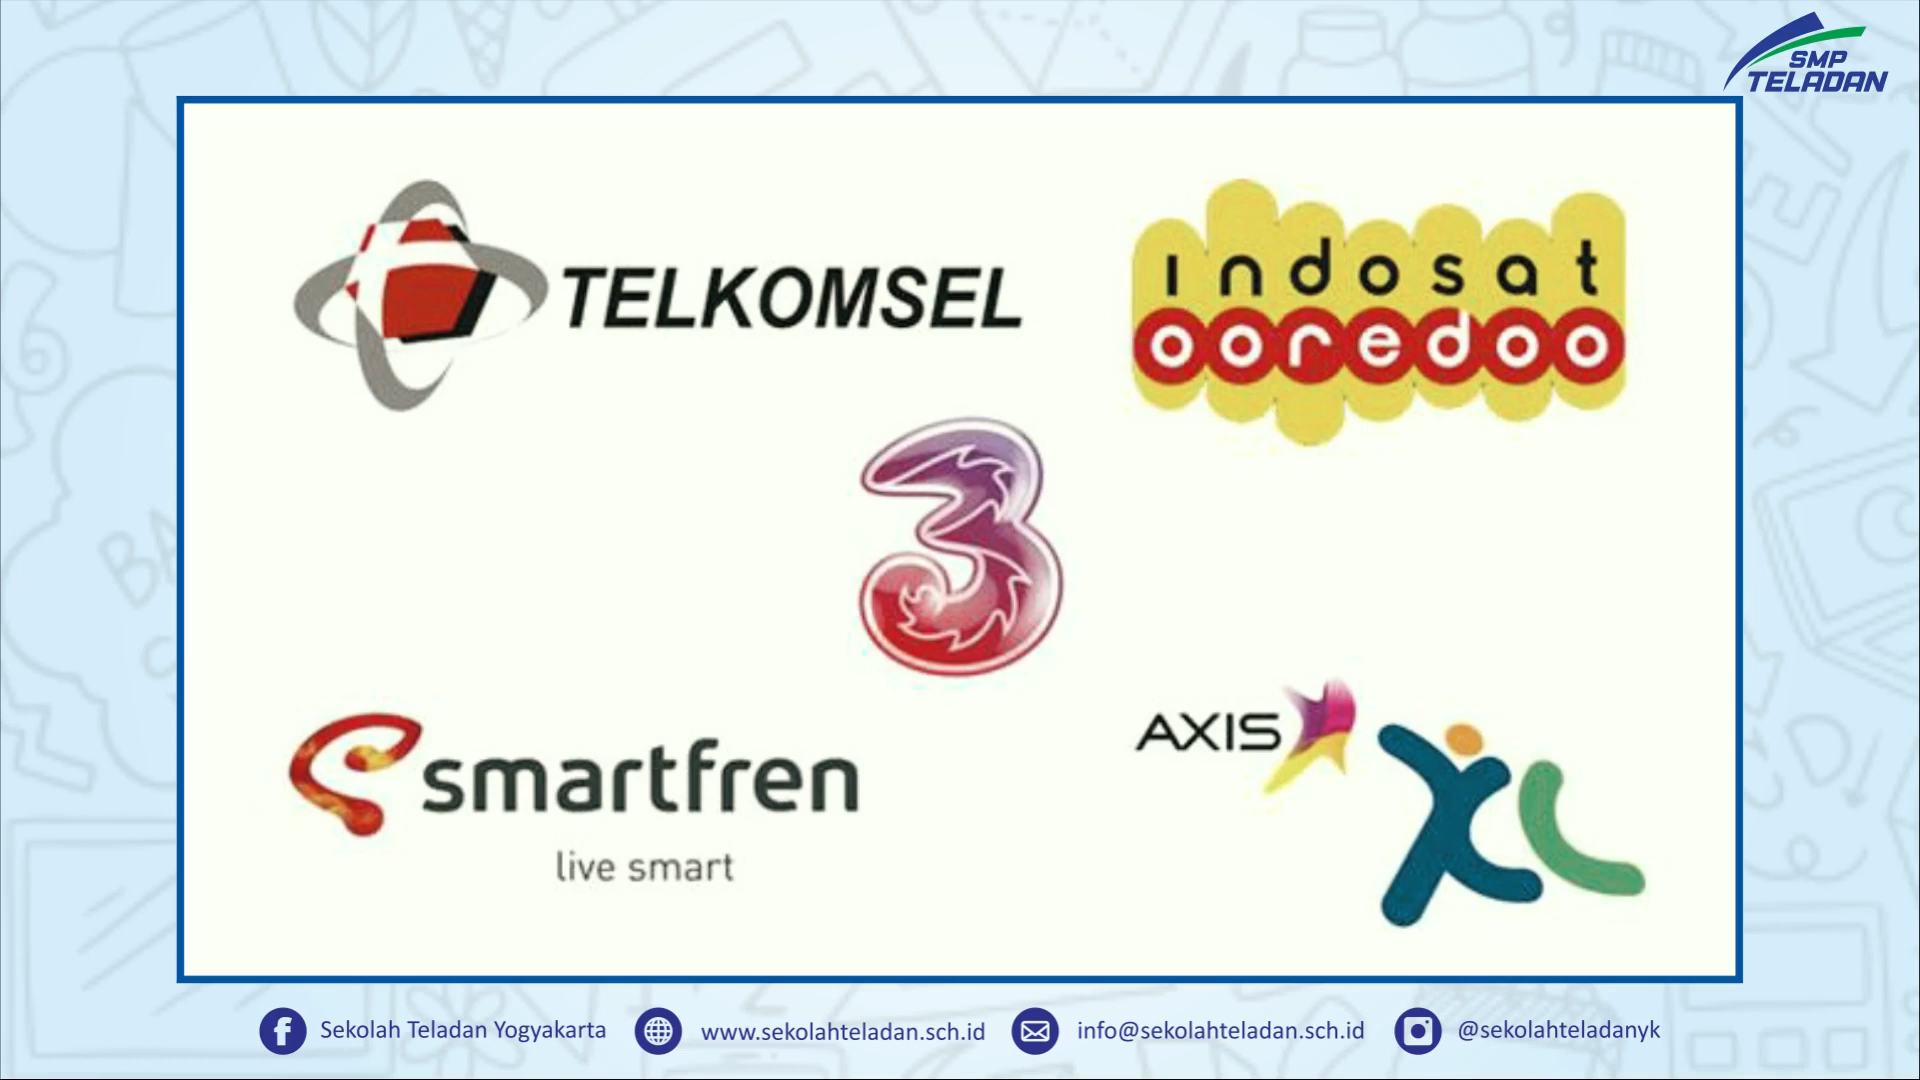 SMP
TELADAN
TELKOMSEL
indosat
ooredoo
3
smartfren
live smart
AXIS
XL
Sekolah Teladan Yogyakarta
www.sekolahteladan.sch.id
info@sekolahteladan.sch.id
@sekolahteladanyk